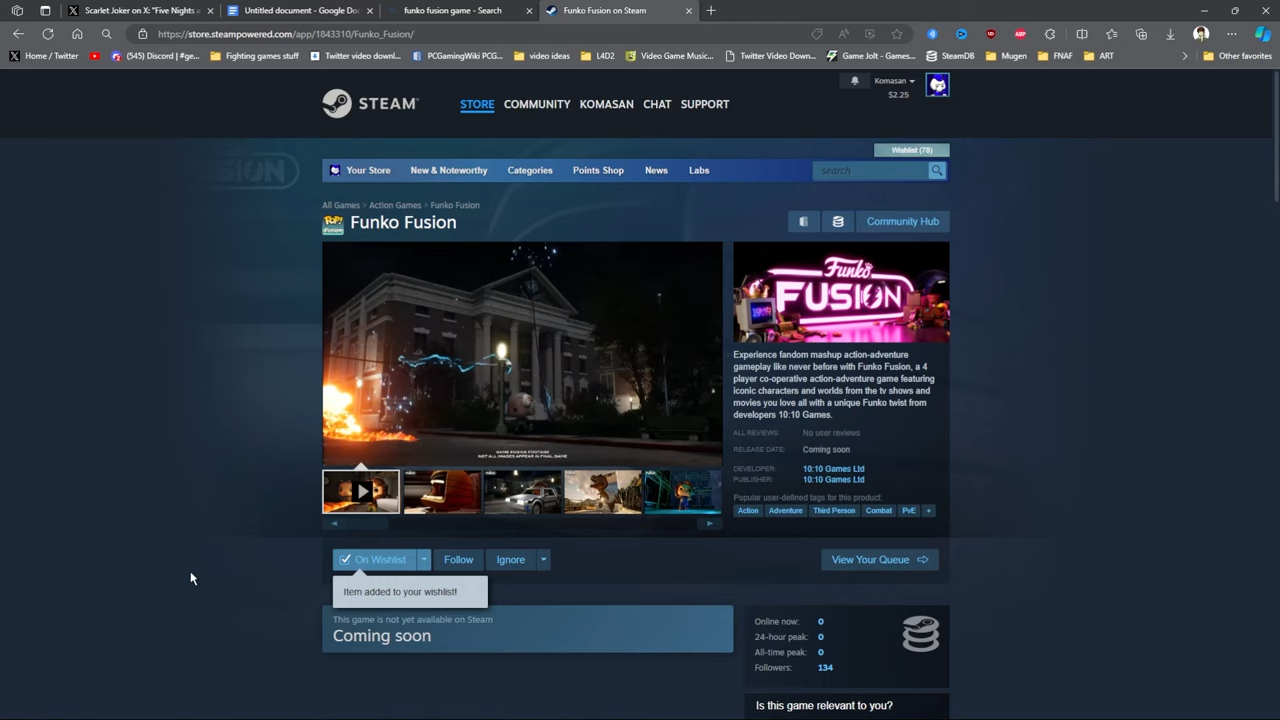 Scarlet Joker on X: "Five Nights a
Untitled document - Google Do
funko fusion game - Search
Funko Fusion on Steam
https://store.steampowered.com/app/1843310/Funko_Fusion/
Home / Twitter
(545) Discord | #ge...
Fighting games stuff
Twitter video downl...
PCGamingWiki PCG...
video ideas
L4D2
Video Game Music...
Twitter Video Down...
Game Jolt - Games...
SteamDB
Mugen
FNAF
ART
Other favorites
STEAM
STORE
COMMUNITY
KOMASAN
CHAT
SUPPORT
Komasan
$2.25
Wishlist (78)
Your Store
New & Noteworthy
Categories
Points Shop
News
Labs
search
All Games > Action Games > Funko Fusion
Funko Fusion
Community Hub
Funko
FUSION
GAME ENGINE FOOTAGE
NOT ALL IMAGES APPEAR IN FINAL GAME
Experience fandom mashup action-adventure
gameplay like never before with Funko Fusion, a 4
player co-operative action-adventure game featuring
iconic characters and worlds from the tv shows and
movies you love all with a unique Funko twist from
developers 10:10 Games.
ALL REVIEWS: No user reviews
RELEASE DATE: Coming soon
DEVELOPER: 10:10 Games Ltd
PUBLISHER: 10:10 Games Ltd
Popular user-defined tags for this product:
Action
Adventure
Third Person
Combat
PvE
+
On Wishlist
Follow
Ignore
View Your Queue
Item added to your wishlist!
This game is not yet available on Steam
Coming soon
Online now: 0
24-hour peak: 0
All-time peak: 0
Followers: 134
Is this game relevant to you?